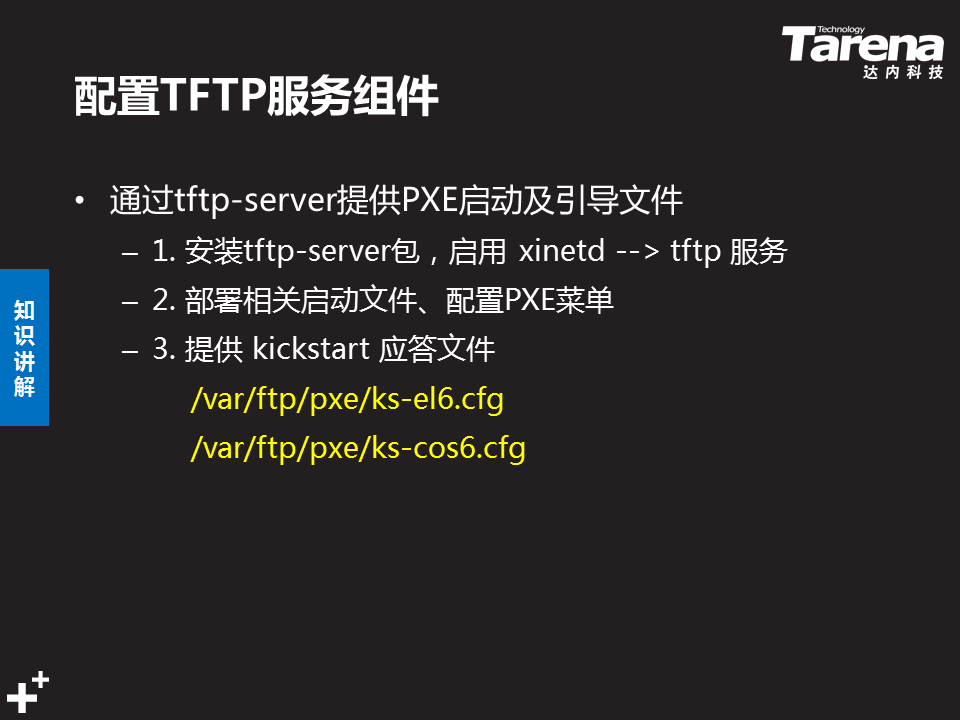 Technology
Tarena
达内科技
配置TFTP服务组件
• 通过tftp-server提供PXE启动及引导文件
– 1. 安装tftp-server包，启用 xinetd --> tftp 服务
– 2. 部署相关启动文件、配置PXE菜单
– 3. 提供 kickstart 应答文件
/var/ftp/pxe/ks-el6.cfg
/var/ftp/pxe/ks-cos6.cfg
知识讲解